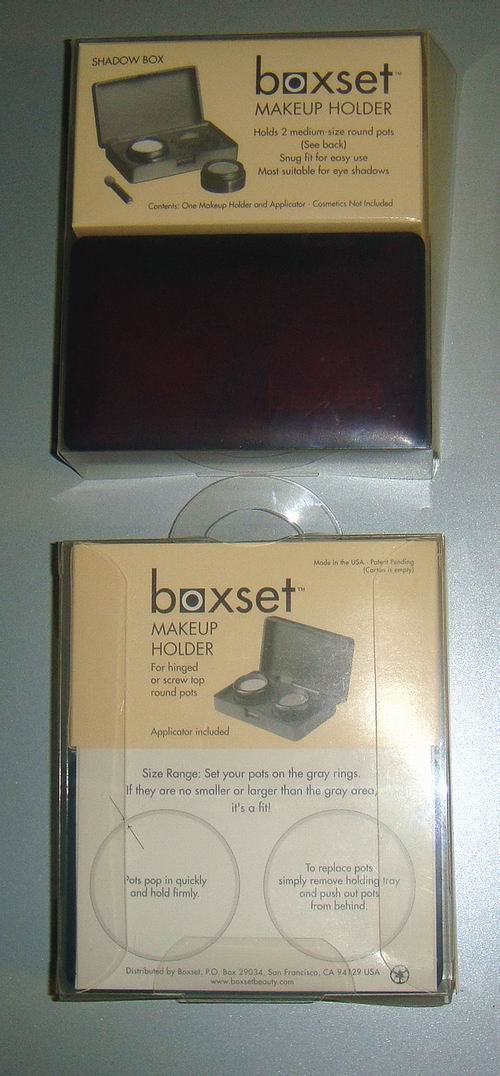 SHADOW BOX
boxset™
MAKEUP HOLDER
Holds 2 medium-size round pots
(See back)
Snug fit for easy use
Most suitable for eye shadows
Contents: One Makeup Holder and Applicator - Cosmetics Not Included
Made in the USA - Patent Pending
(Carton is empty)
boxset™
MAKEUP
HOLDER
For hinged
or screw top
round pots
Applicator included
Size Range: Set your pots on the gray rings.
If they are no smaller or larger than the gray area,
it's a fit!
Pots pop in quickly
and hold firmly.
To replace pots
simply remove holding tray
and push out pots
from behind.
Distributed by Boxset, P.O. Box 29034, San Francisco, CA 94129 USA
www.boxsetbeauty.com